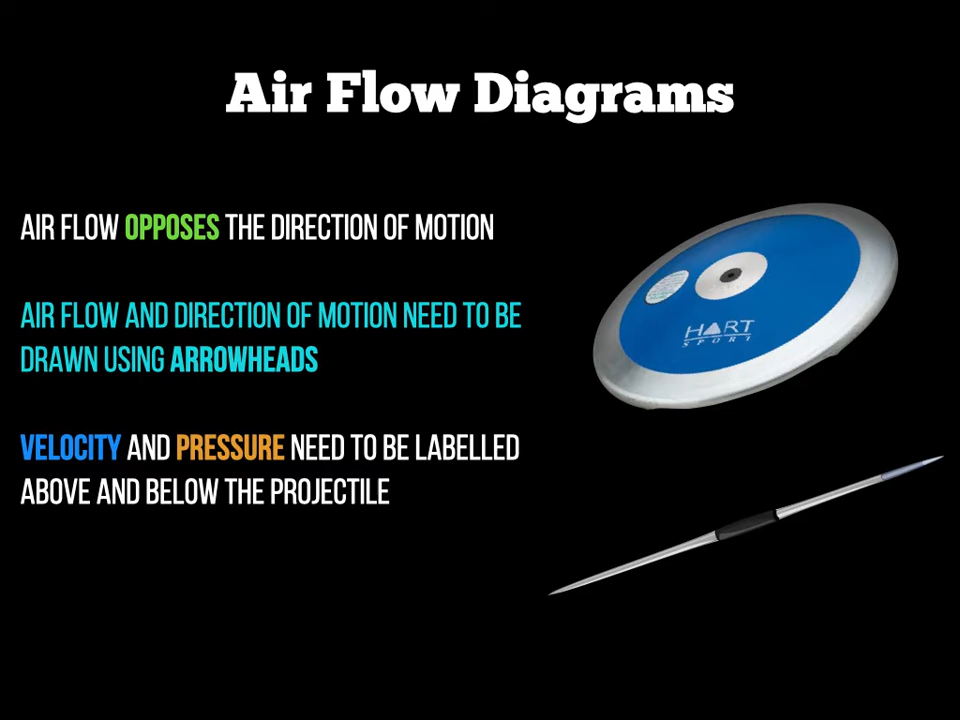 Air Flow Diagrams
AIR FLOW OPPOSES THE DIRECTION OF MOTION
AIR FLOW AND DIRECTION OF MOTION NEED TO BE
DRAWN USING ARROWHEADS
VELOCITY AND PRESSURE NEED TO BE LABELLED
ABOVE AND BELOW THE PROJECTILE
HART
SPORT